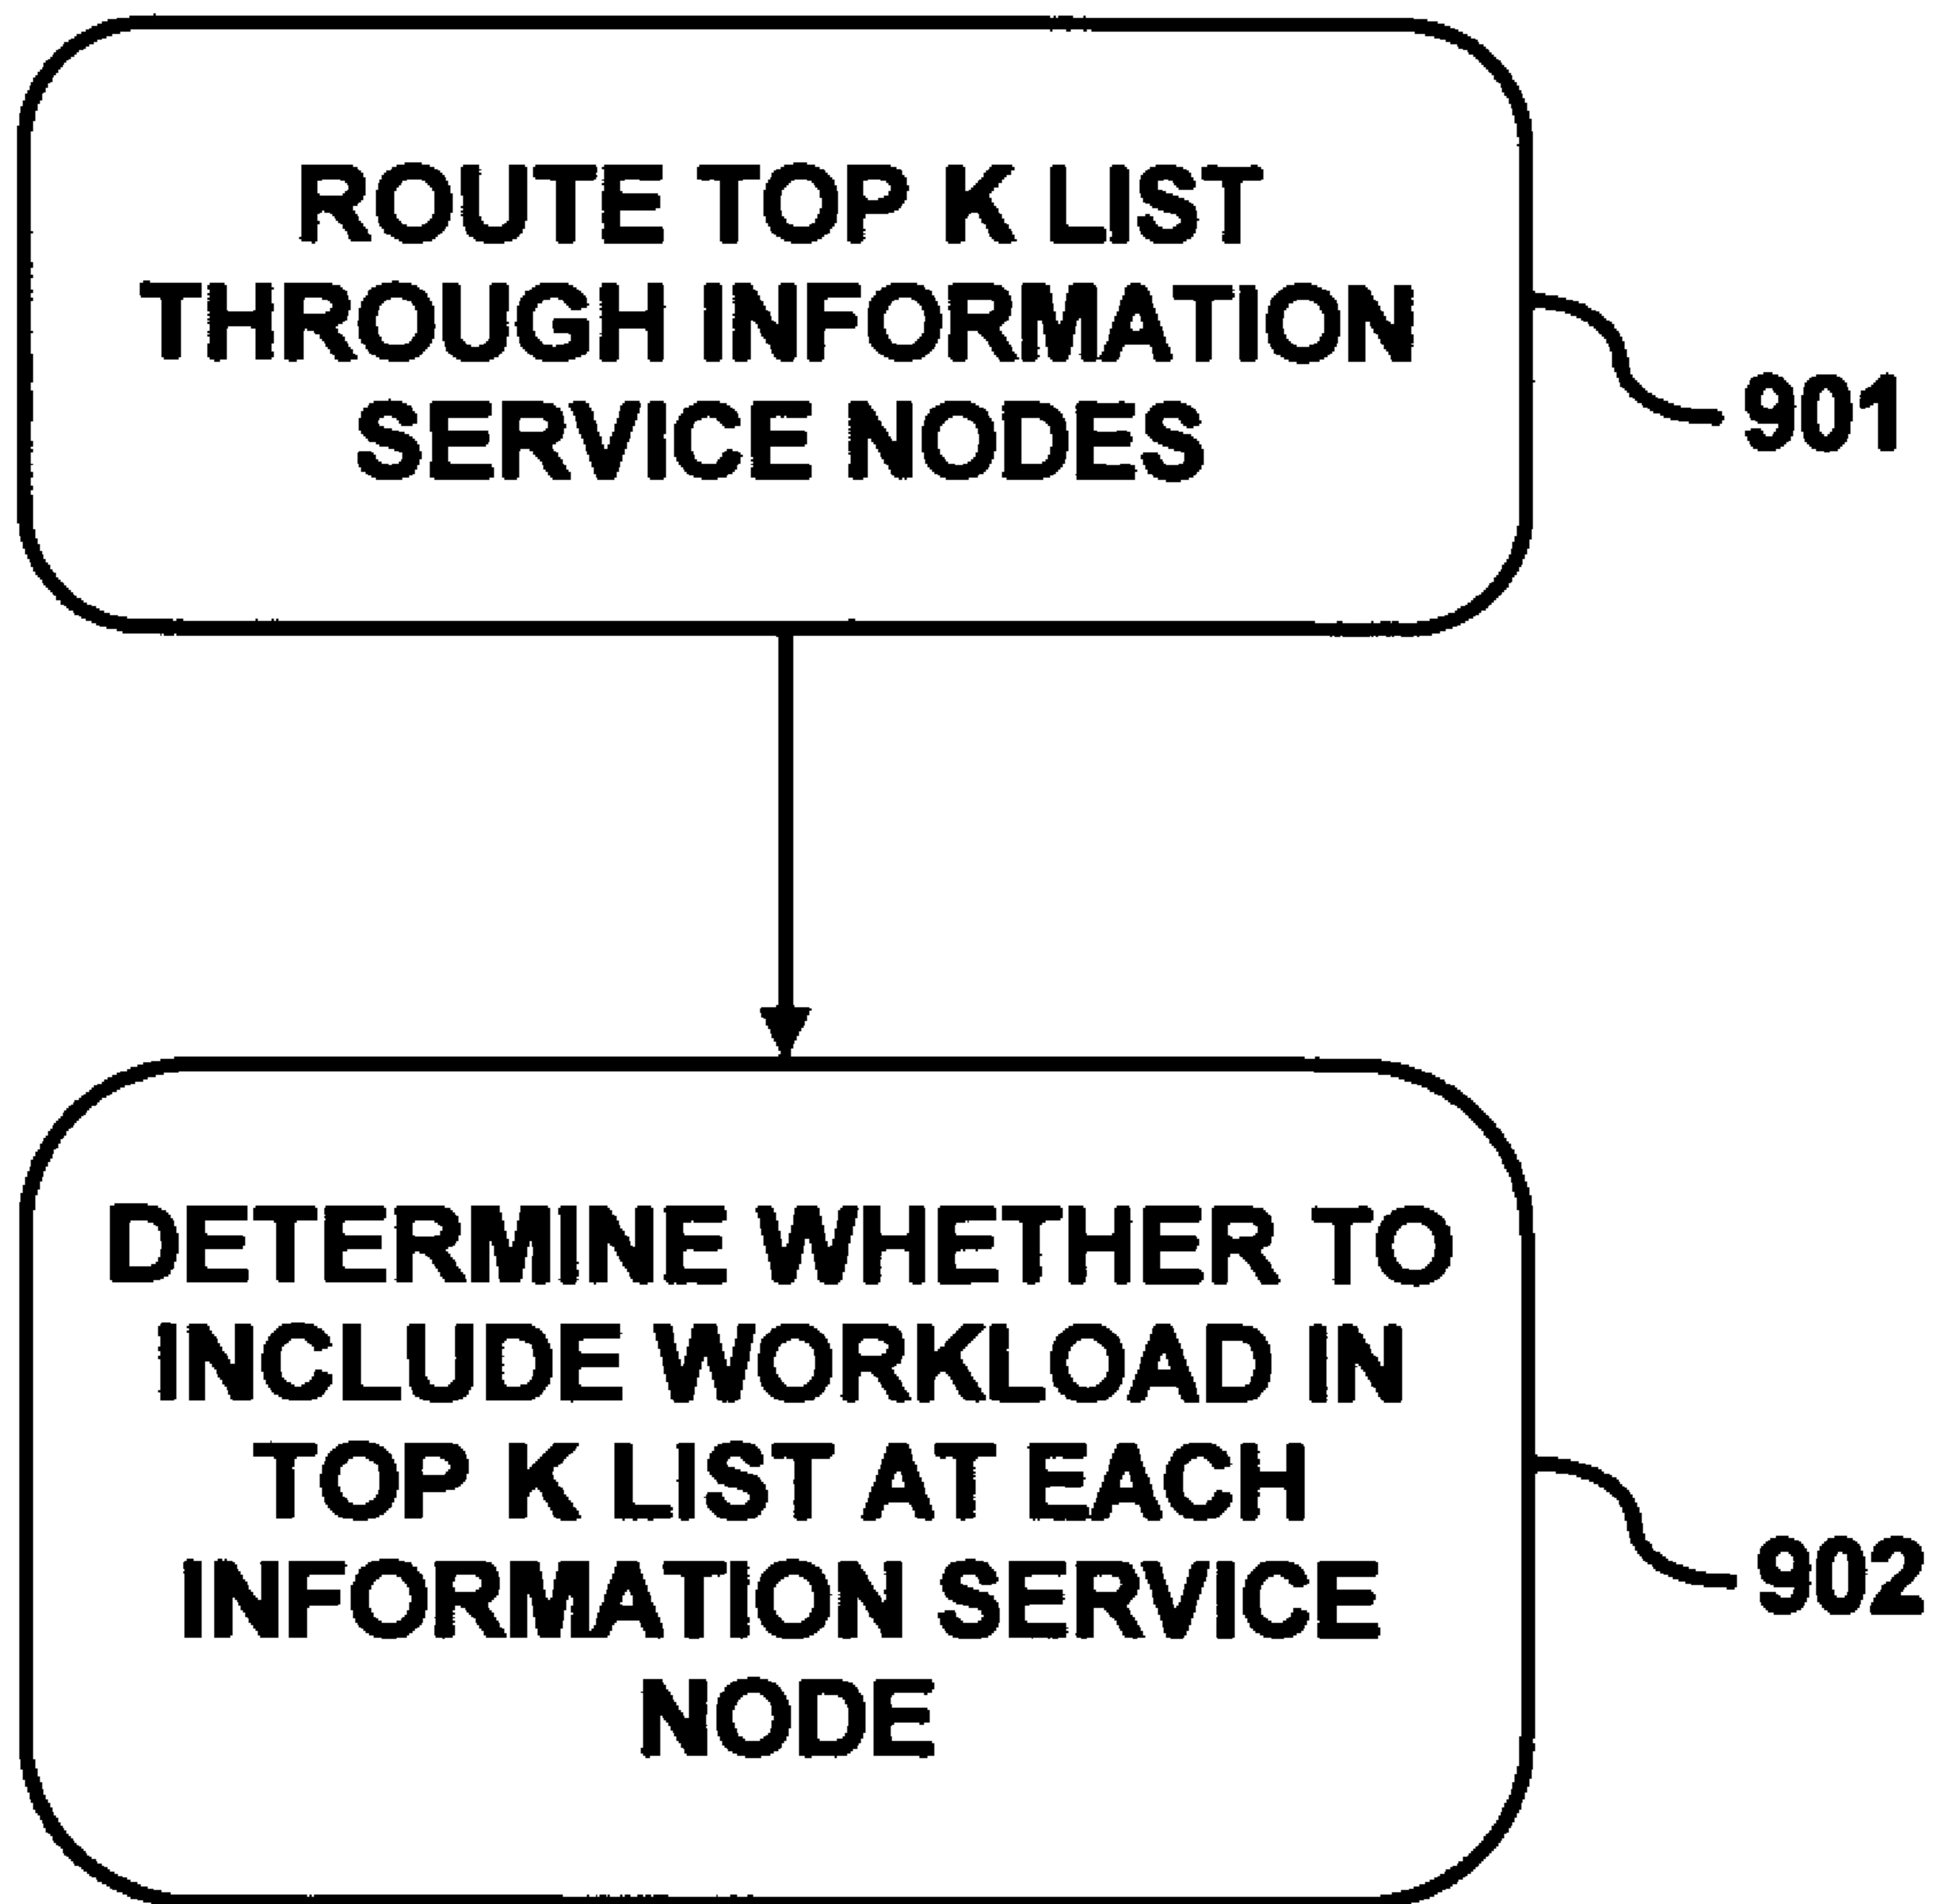 ROUTE TOP K LIST
THROUGH INFORMATION
SERVICE NODES
901
DETERMINE WHETHER TO
INCLUDE WORKLOAD IN
TOP K LIST AT EACH
INFORMATION SERVICE
NODE
902